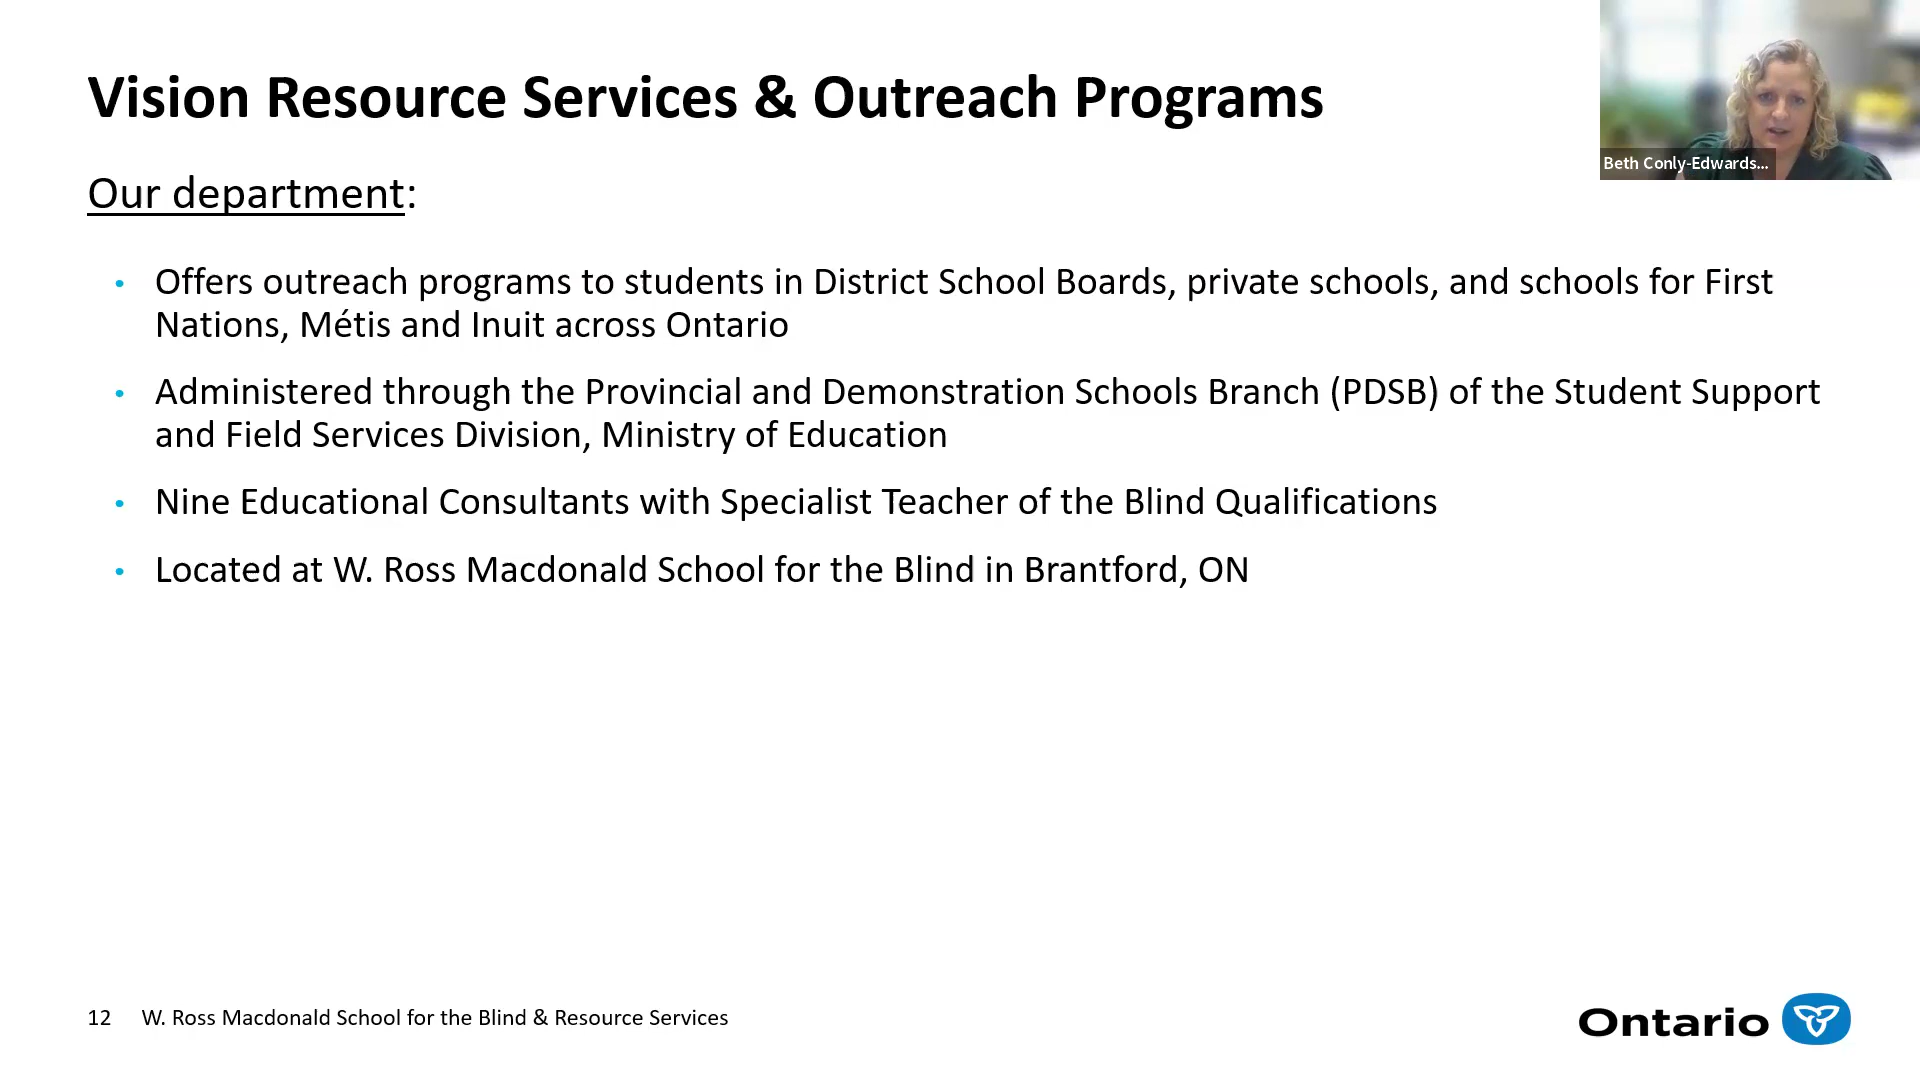 Vision Resource Services & Outreach Programs
Beth Conly-Edwards...
Our department:
• Offers outreach programs to students in District School Boards, private schools, and schools for First
Nations, Métis and Inuit across Ontario
• Administered through the Provincial and Demonstration Schools Branch (PDSB) of the Student Support
and Field Services Division, Ministry of Education
• Nine Educational Consultants with Specialist Teacher of the Blind Qualifications
• Located at W. Ross Macdonald School for the Blind in Brantford, ON
12 W. Ross Macdonald School for the Blind & Resource Services
Ontario